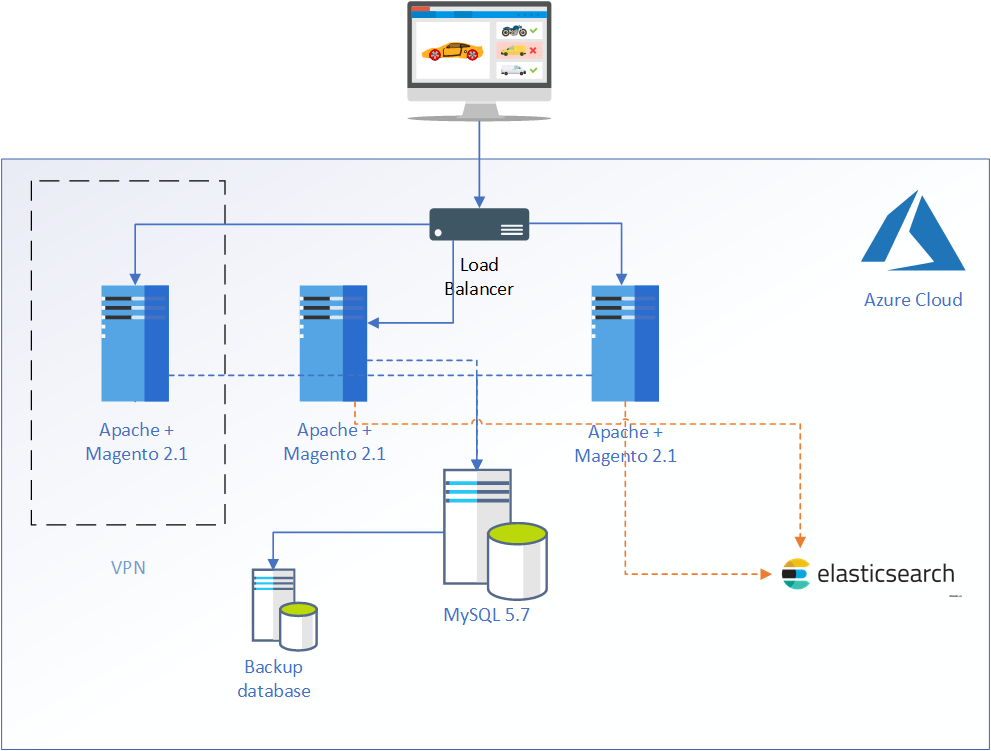 Load
Balancer
Azure Cloud
Apache +
Magento 2.1
Apache +
Magento 2.1
Apache +
Magento 2.1
VPN
elasticsearch
MySQL 5.7
Backup
database